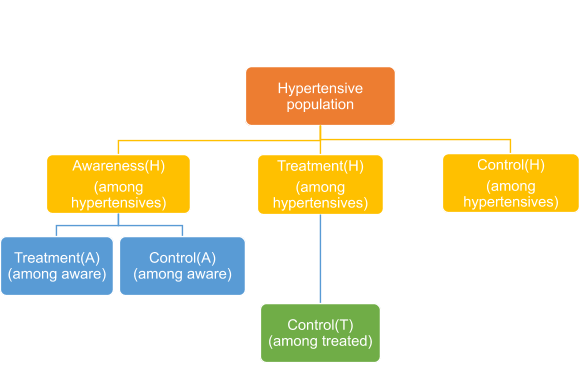 Hypertensive
population
Awareness(H)
(among
hypertensives)
Treatment(H)
(among
hypertensives)
Control(H)
(among
hypertensives)
Treatment(A)
(among aware)
Control(A)
(among aware)
Control(T)
(among treated)